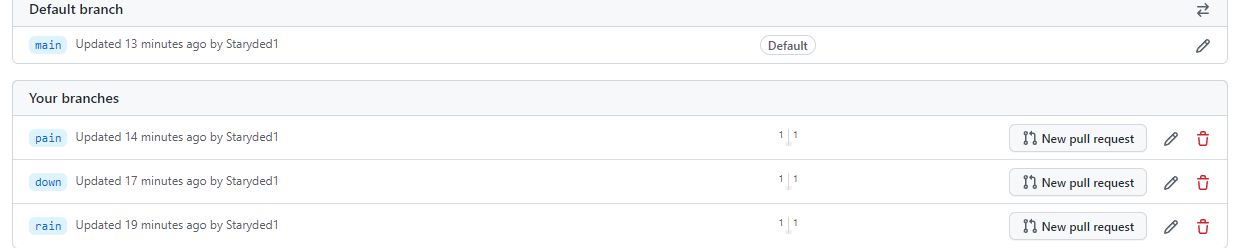 Default branch
main Updated 13 minutes ago by Staryded1 Default
Your branches
pain Updated 14 minutes ago by Staryded1 1 1 New pull request
down Updated 17 minutes ago by Staryded1 1 1 New pull request
rain Updated 19 minutes ago by Staryded1 1 1 New pull request